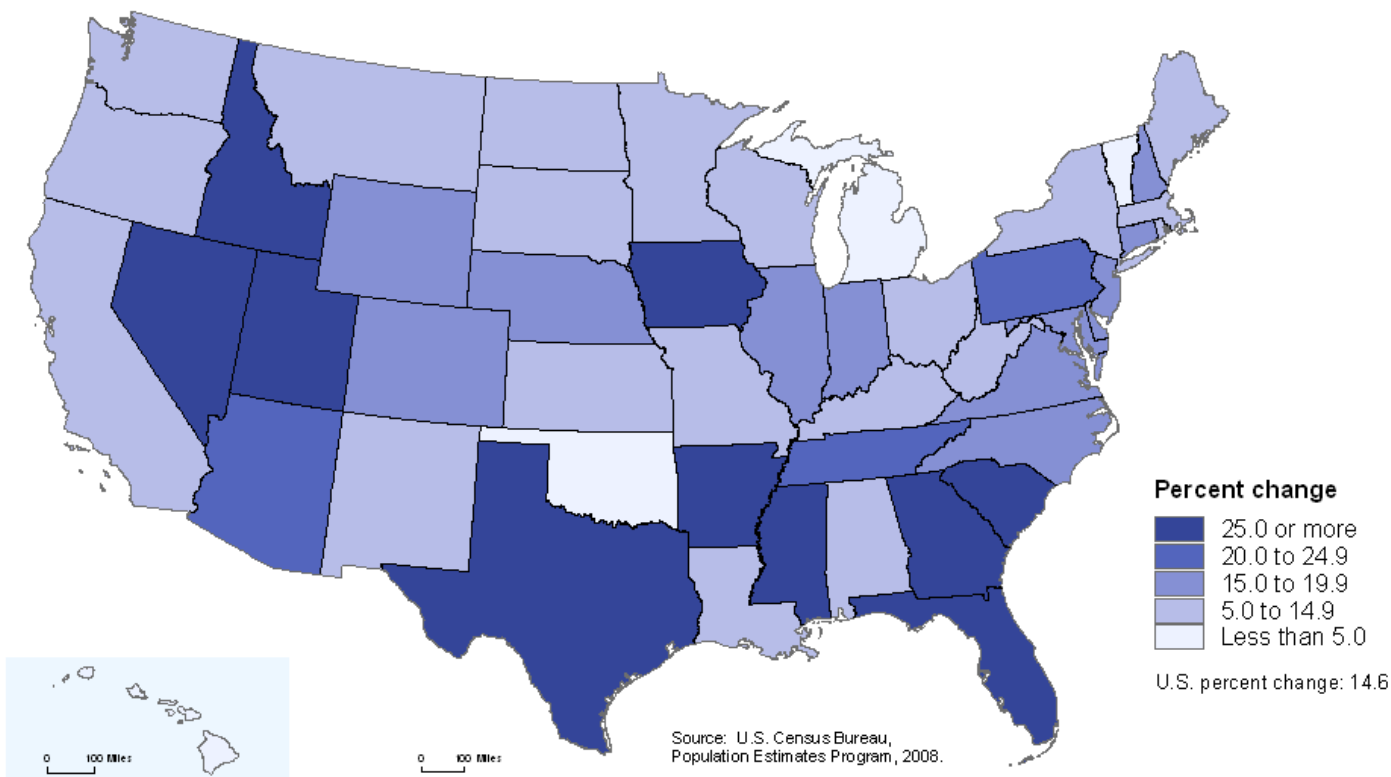 Percent change
25.0 or more
20.0 to 24.9
15.0 to 19.9
5.0 to 14.9
Less than 5.0
U.S. percent change: 14.6
Source: U.S. Census Bureau,
Population Estimates Program, 2008.
0 100 Miles
0 100 Miles